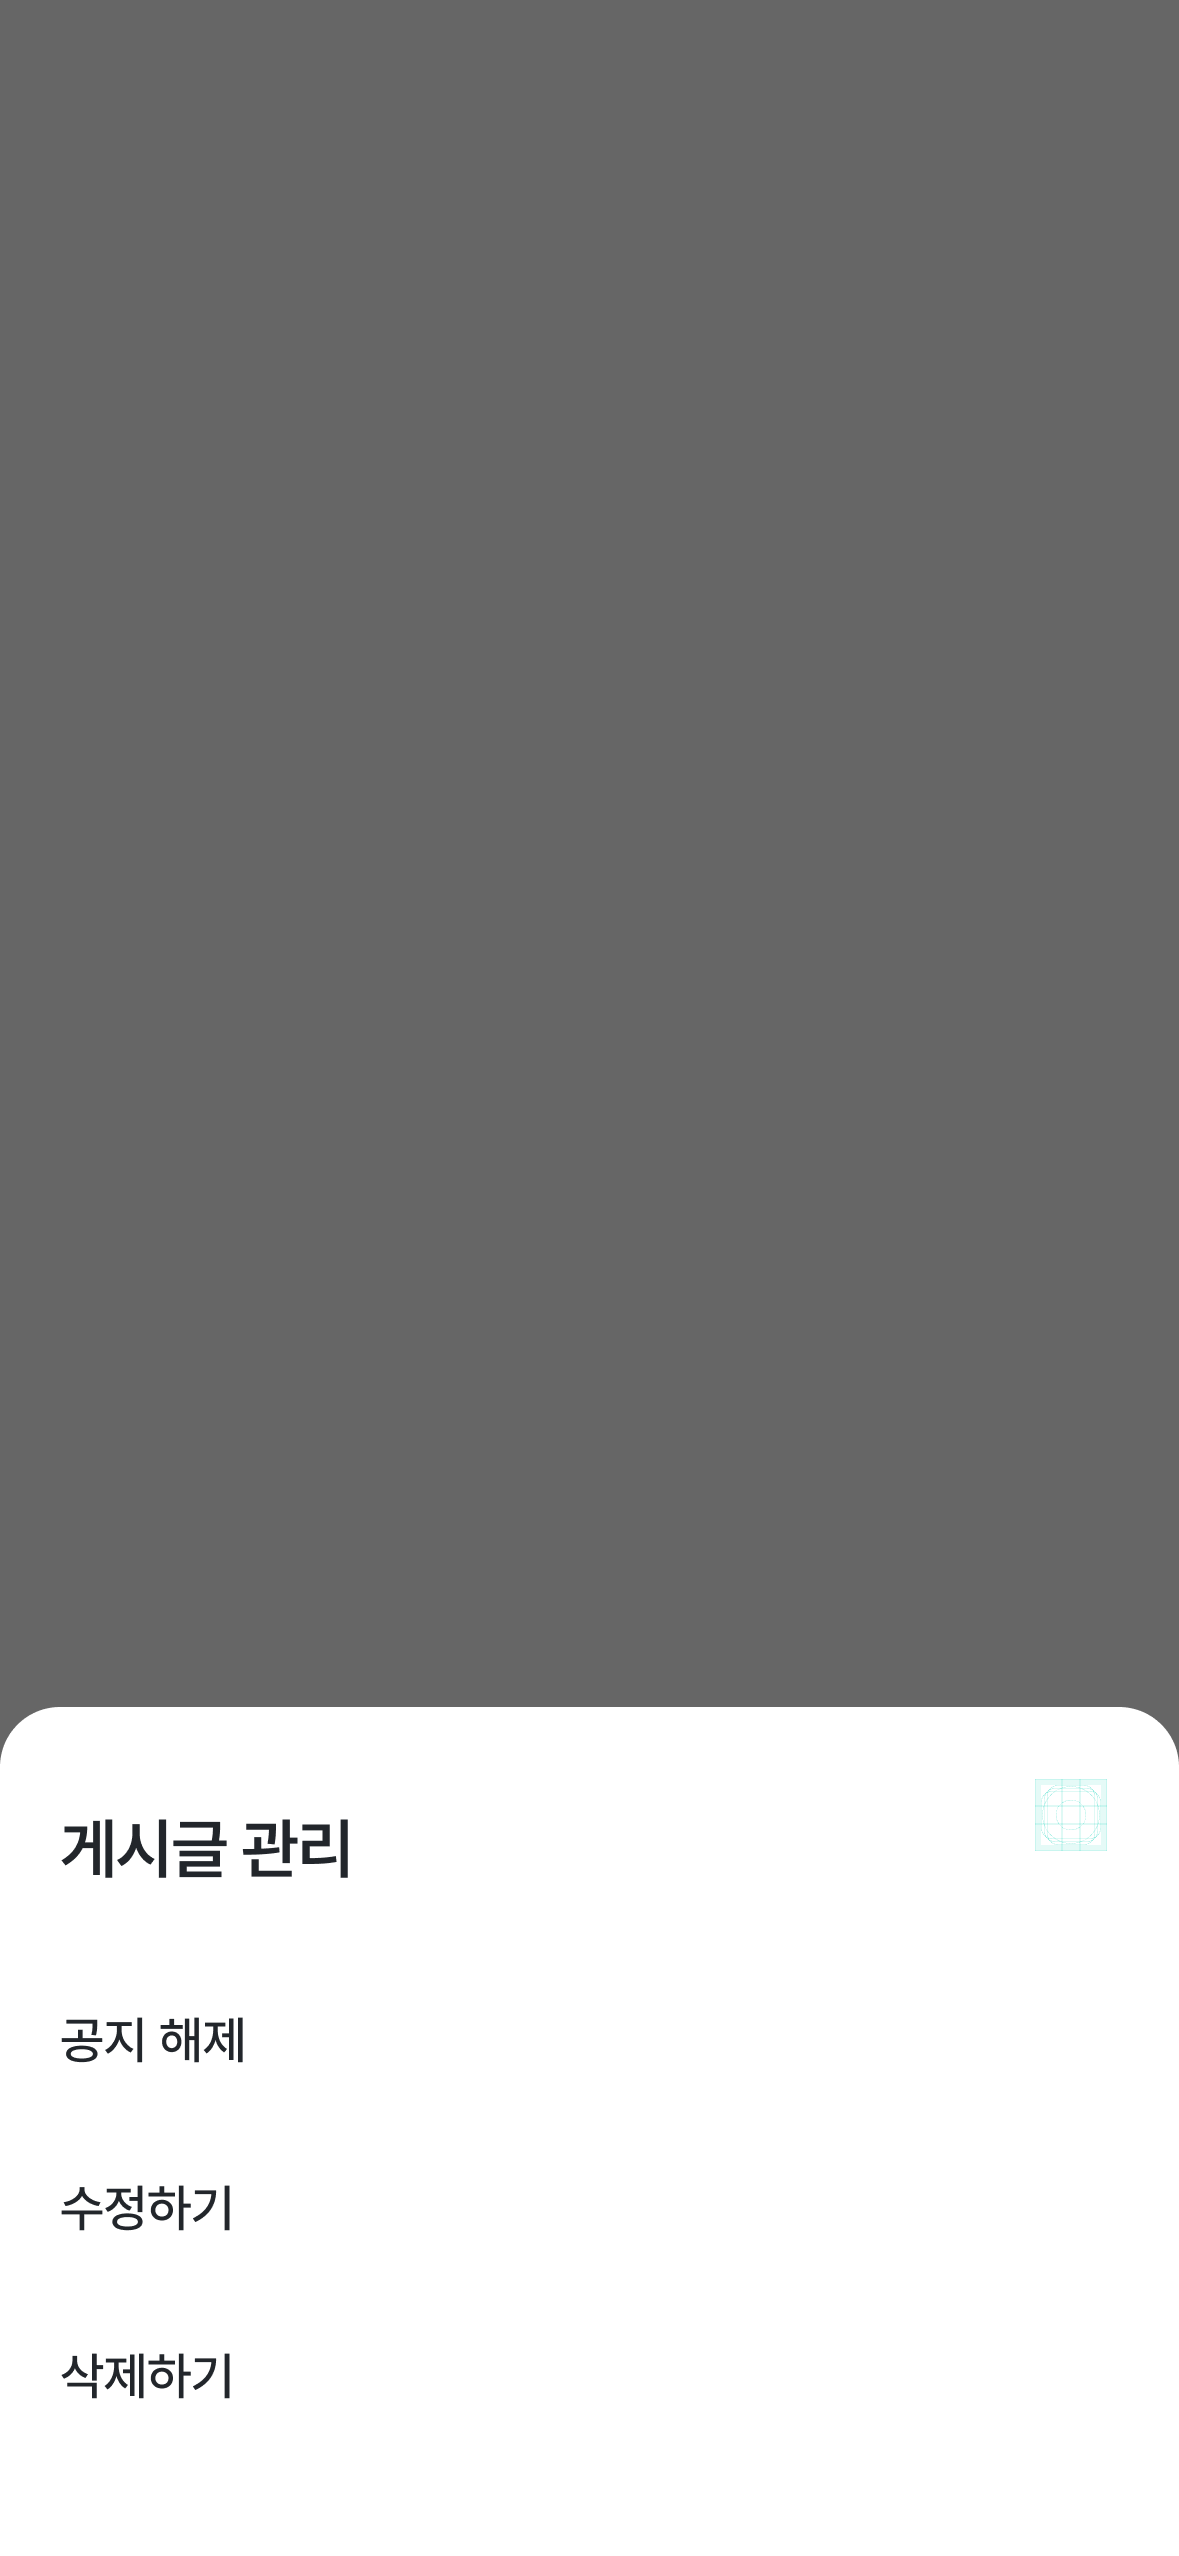 게시글 관리
공지 해제
수정하기
삭제하기